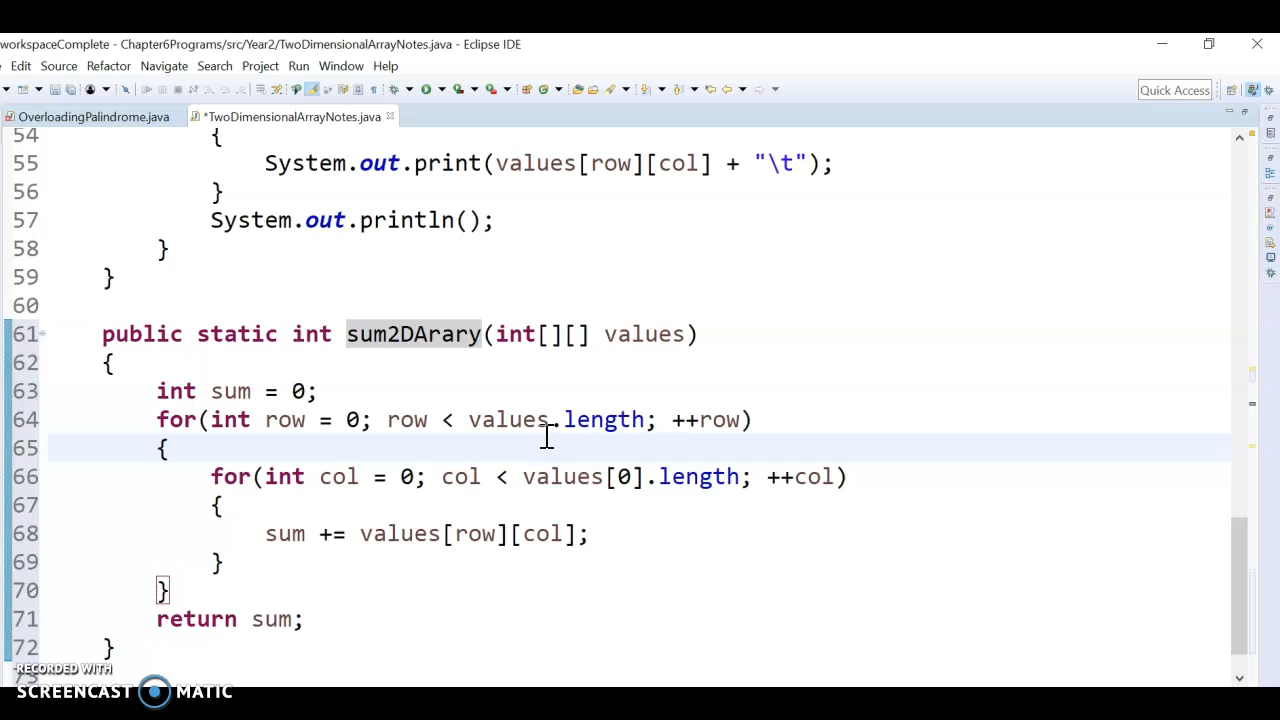 workspaceComplete - Chapter6Programs/src/Year2/TwoDimensionalArrayNotes.java - Eclipse IDE
Edit Source Refactor Navigate Search Project Run Window Help
Quick Access
OverloadingPalindrome.java *TwoDimensionalArrayNotes.java
54 {
55 System.out.print(values[row][col] + "\t");
56 }
57 System.out.println();
58 }
59 }
60
61 public static int sum2DArary(int[][] values)
62 {
63 int sum = 0;
64 for(int row = 0; row < values.length; ++row)
65 {
66 for(int col = 0; col < values[0].length; ++col)
67 {
68 sum += values[row][col];
69 }
70 }
71 return sum;
72 }
73
RECORDED WITH
SCREENCAST MATIC